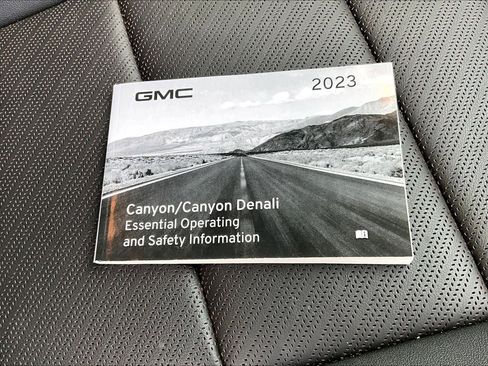 GMC 2023
Canyon/Canyon Denali
Essential Operating
and Safety Information